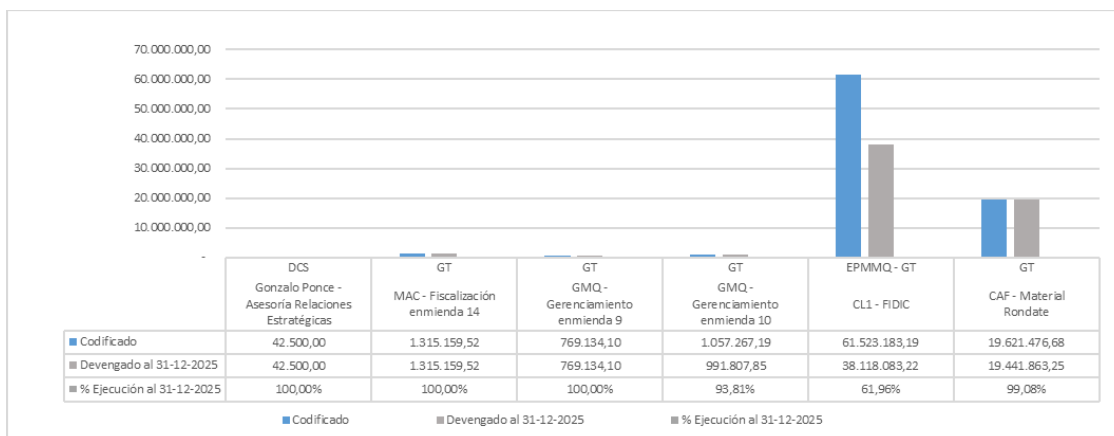 70.000.000,00
60.000.000,00
50.000.000,00
40.000.000,00
30.000.000,00
20.000.000,00
10.000.000,00
-
DCS GT GT GT EPMMQ - GT GT
Gonzalo Ponce - Asesoría Relaciones Estratégicas MAC - Fiscalización enmienda 14 GMQ - Gerenciamiento enmienda 9 GMQ - Gerenciamiento enmienda 10 CL1 - FIDIC CAF - Material Rondate
Codificado 42.500,00 1.315.159,52 769.134,10 1.057.267,19 61.523.183,19 19.621.476,68
Devengado al 31-12-2025 42.500,00 1.315.159,52 769.134,10 991.807,85 38.118.083,22 19.441.863,25
% Ejecución al 31-12-2025 100,00% 100,00% 100,00% 93,81% 61,96% 99,08%
Codificado Devengado al 31-12-2025 % Ejecución al 31-12-2025